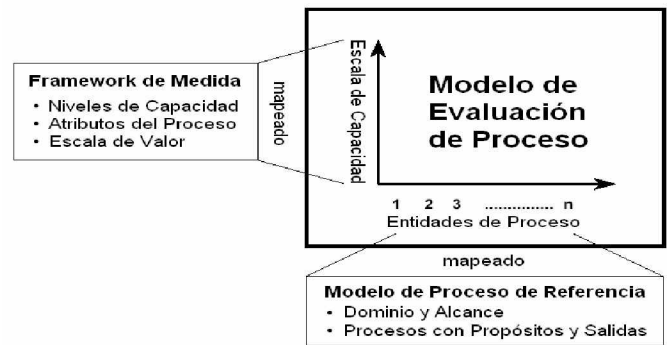 Framework de Medida
• Niveles de Capacidad
• Atributos del Proceso
• Escala de Valor
mapeado
Escala de Capacidad
Modelo de
Evaluación
de Proceso
1 2 3 ............... n
Entidades de Proceso
mapeado
Modelo de Proceso de Referencia
• Dominio y Alcance
• Procesos con Propósitos y Salidas